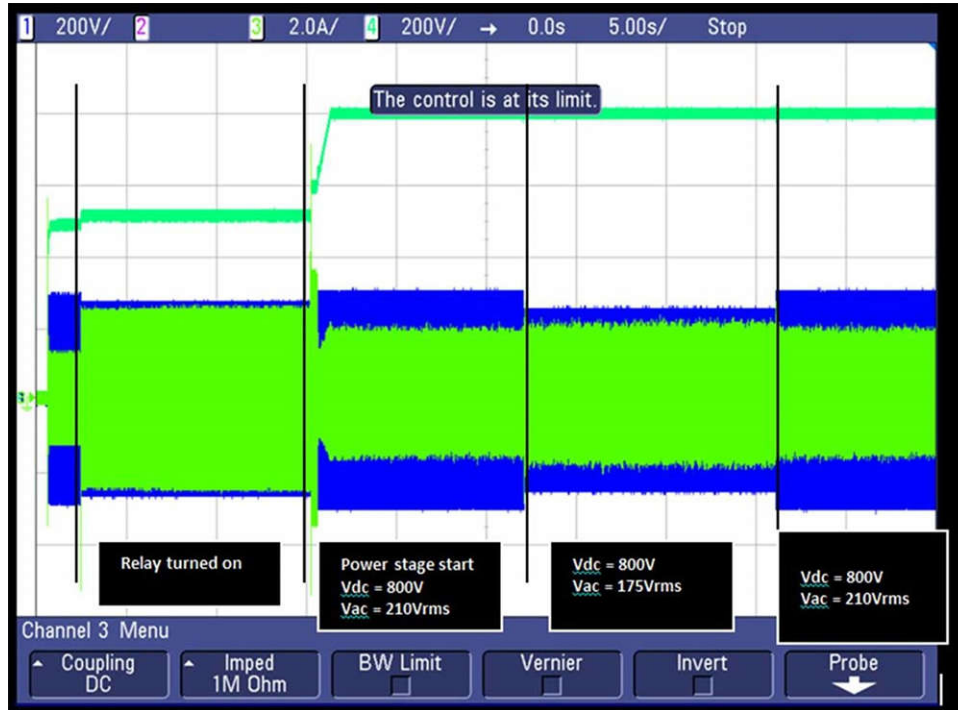 1 200V/ 2 3 2.0A/ 4 200V/ → 0.0s 5.00s/ Stop
The control is at its limit.
Relay turned on
Power stage start
Vdc = 800V
Vac = 210Vrms
Vdc = 800V
Vac = 175Vrms
Vdc = 800V
Vac = 210Vrms
Channel 3 Menu
Coupling
DC
Imped
1M Ohm
BW Limit
Vernier
Invert
Probe